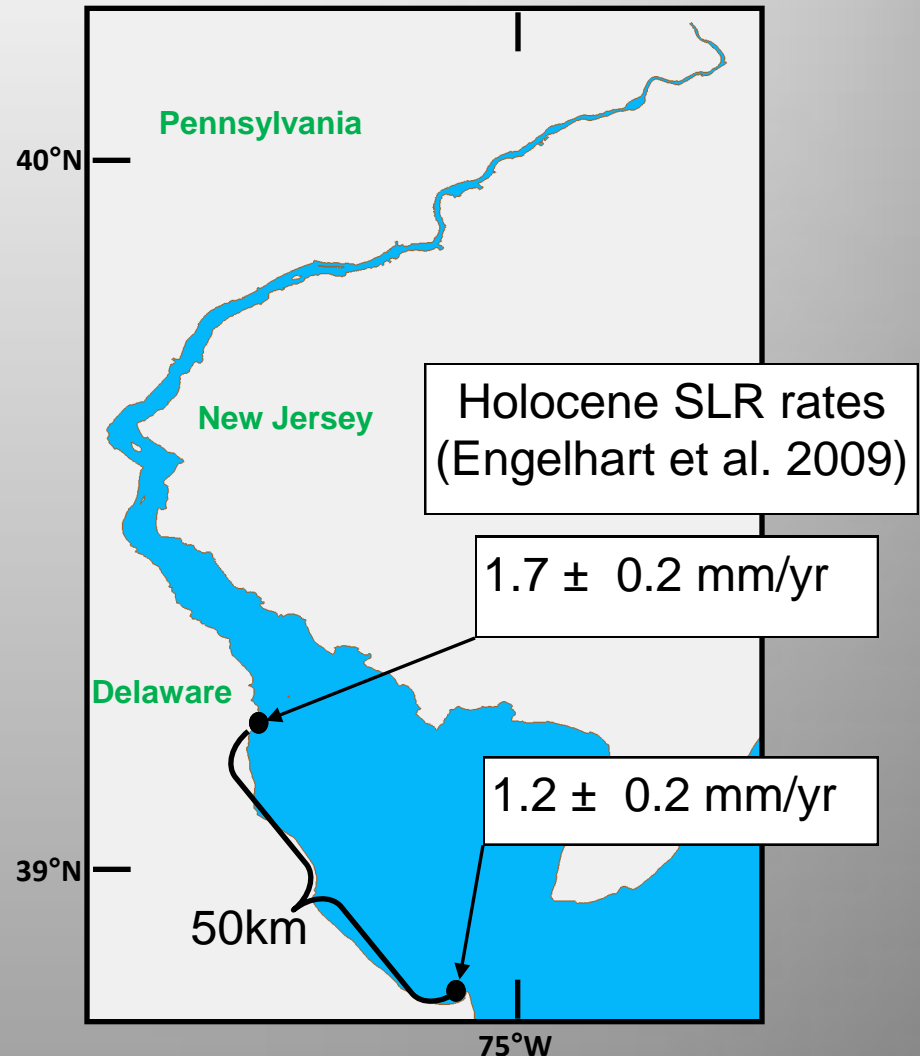 Pennsylvania
40°N
New Jersey
Holocene SLR rates
(Engelhart et al. 2009)
1.7 ± 0.2 mm/yr
Delaware
1.2 ± 0.2 mm/yr
39°N
50km
75°W